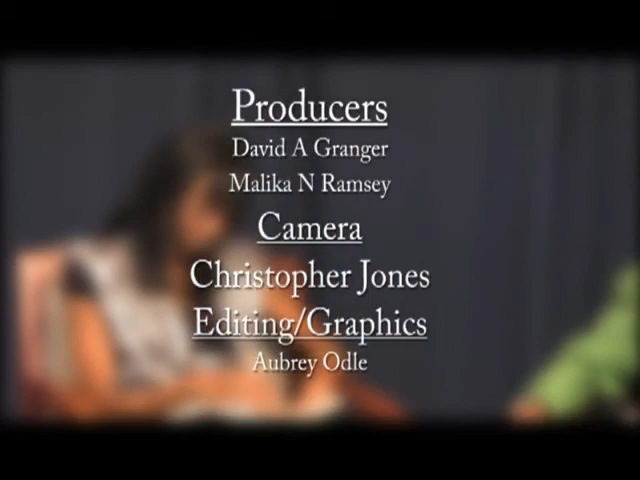 Producers
David A Granger
Malika N Ramsey
Camera
Christopher Jones
Editing/Graphics
Aubrey Odle